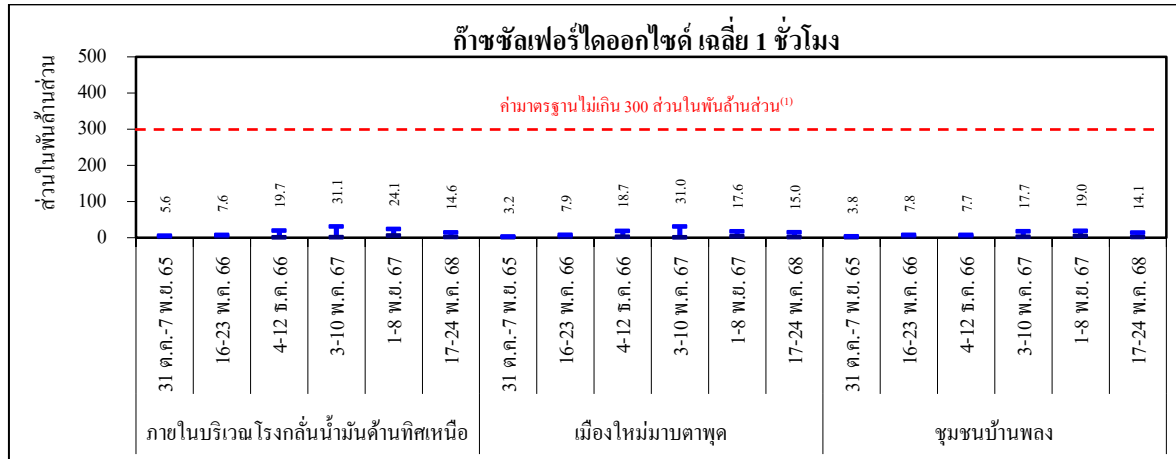 ก๊าซซัลเฟอร์ไดออกไซด์ เฉลี่ย 1 ชั่วโมง
ส่วนในพันล้านส่วน
500
400
300
200
100
0
ค่ามาตรฐานไม่เกิน 300 ส่วนในพันล้านส่วน(1)
5.6 7.6 19.7 31.1 24.1 14.6 3.2 7.9 18.7 31.0 17.6 15.0 3.8 7.8 7.7 17.7 19.0 14.1
31 ต.ค.-7 พ.ย. 65
16-23 พ.ค. 66
4-12 ธ.ค. 66
3-10 พ.ค. 67
1-8 พ.ย. 67
17-24 พ.ค. 68
31 ต.ค.-7 พ.ย. 65
16-23 พ.ค. 66
4-12 ธ.ค. 66
3-10 พ.ค. 67
1-8 พ.ย. 67
17-24 พ.ค. 68
31 ต.ค.-7 พ.ย. 65
16-23 พ.ค. 66
4-12 ธ.ค. 66
3-10 พ.ค. 67
1-8 พ.ย. 67
17-24 พ.ค. 68
ภายในบริเวณโรงกลั่นน้ำมันด้านทิศเหนือ
เมืองใหม่มาบตาพุด
ชุมชนบ้านพลง